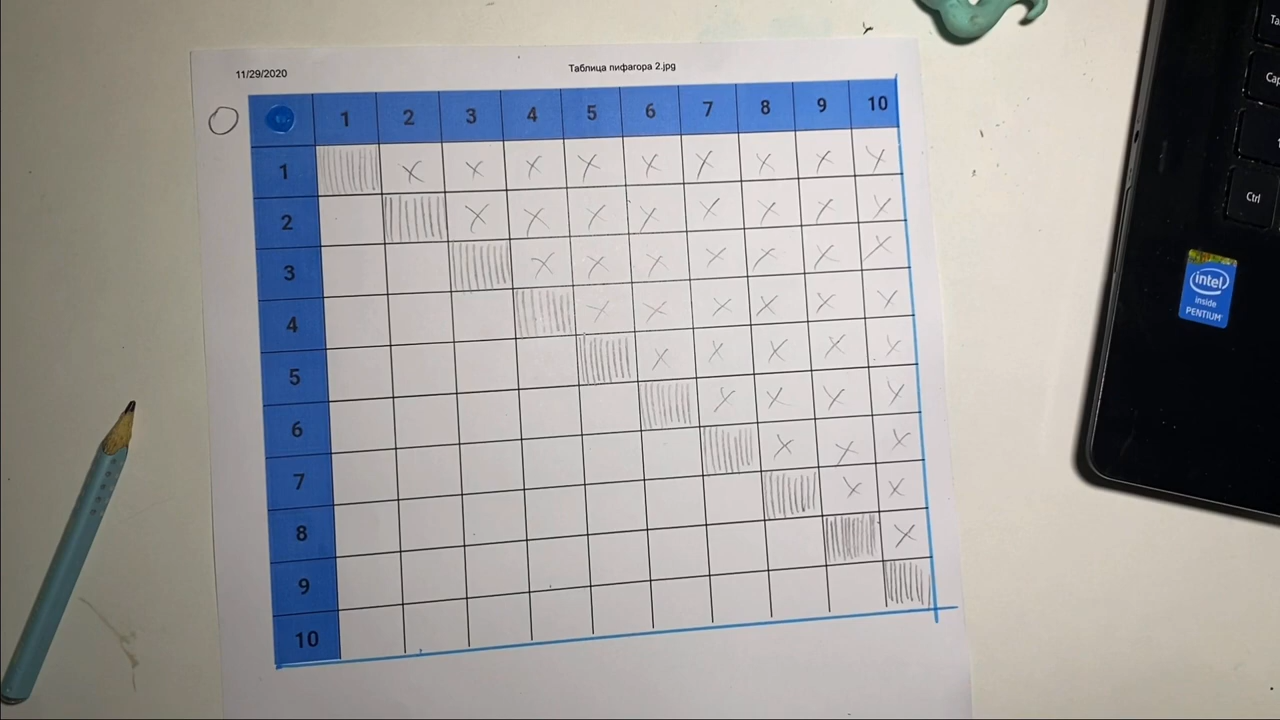 11/29/2020 Таблица пифагора 2.jpg
1 2 3 4 5 6 7 8 9 10
1 x x x x x x x x x
2 x x x x x x x x
3 x x x x x x x
4 x x x x x x
5 x x x x x
6 x x x x
7 x x x
8 x x
9 x
10
Ctrl
intel
inside
PENTIUM